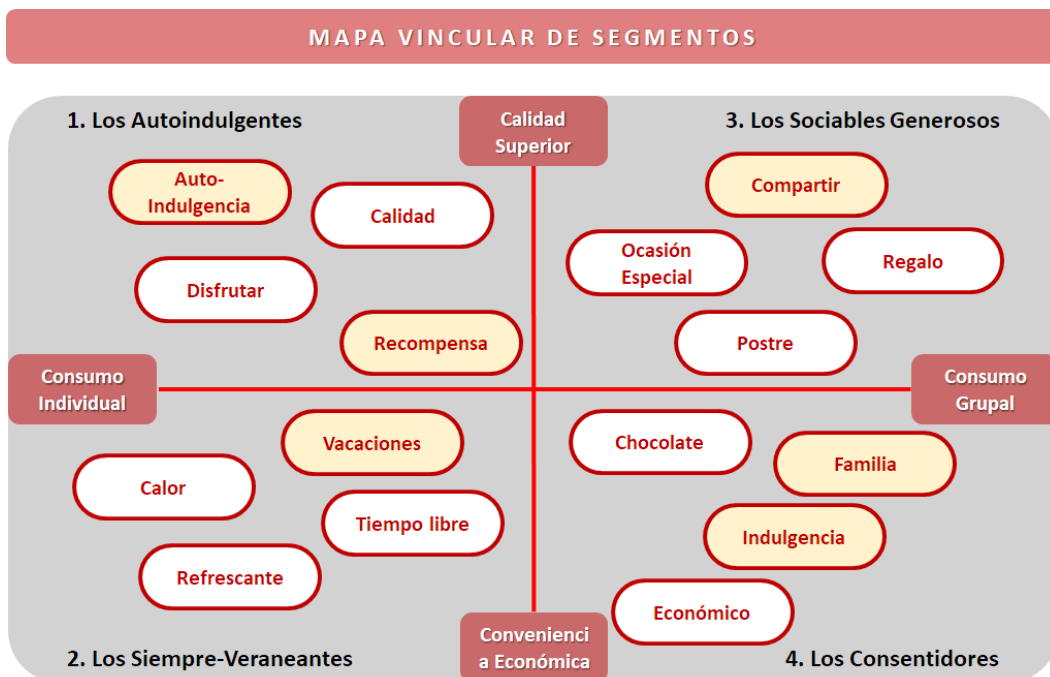 MAPA VINCULAR DE SEGMENTOS
1. Los Autoindulgentes
Calidad
Superior
3. Los Sociables Generosos
Auto-
Indulgencia
Calidad
Compartir
Disfrutar
Ocasión
Especial
Regalo
Recompensa
Postre
Consumo
Individual
Consumo
Grupal
Vacaciones
Chocolate
Calor
Familia
Tiempo libre
Indulgencia
Refrescante
Económico
2. Los Siempre-Veraneantes
Convenienci
a Económica
4. Los Consentidores